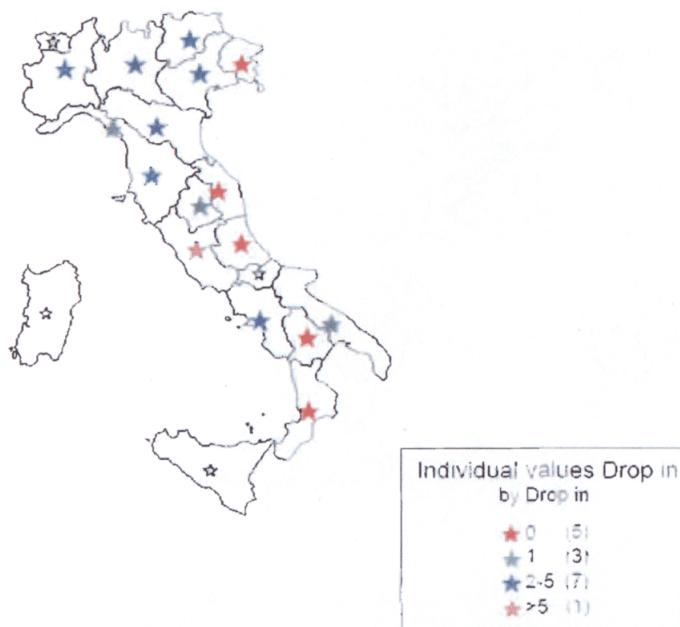 Individual values Drop in
by Drop in
0 (5)
1 (3)
2-5 (7)
>5 (1)